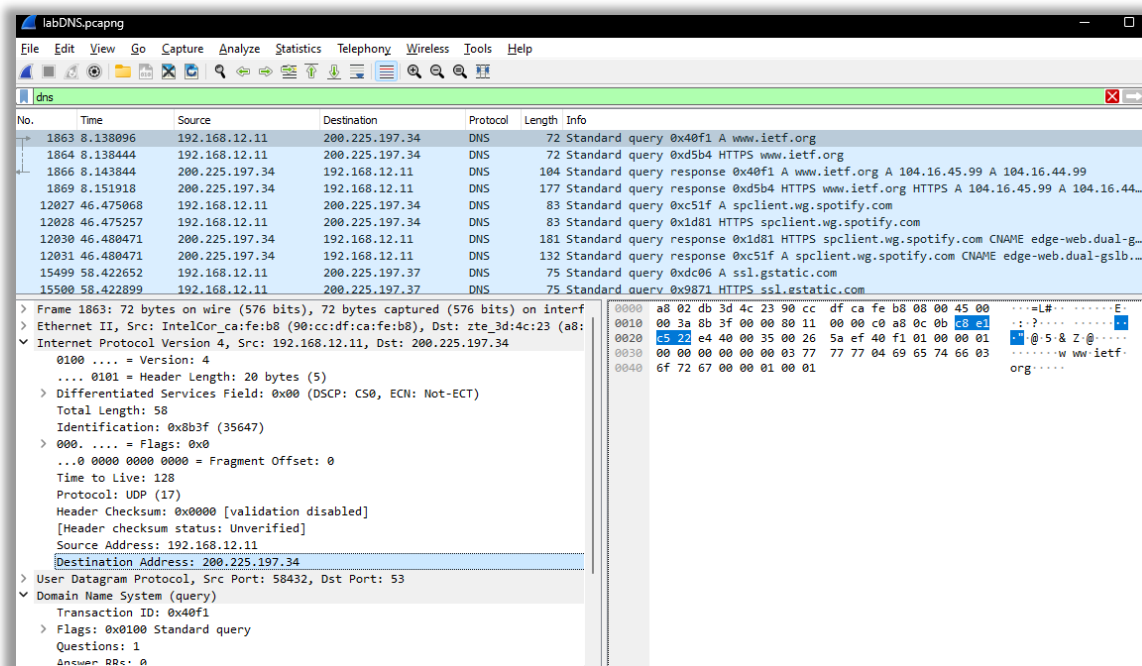 labDNS.pcapng
File Edit View Go Capture Analyze Statistics Telephony Wireless Tools Help
dns
No. Time Source Destination Protocol Length Info
1863 8.138096 192.168.12.11 200.225.197.34 DNS 72 Standard query 0x40f1 A www.ietf.org
1864 8.138444 192.168.12.11 200.225.197.34 DNS 72 Standard query 0xd5b4 HTTPS www.ietf.org
1866 8.143844 200.225.197.34 192.168.12.11 DNS 104 Standard query response 0x40f1 A www.ietf.org A 104.16.45.99 A 104.16.44.99
1869 8.151918 200.225.197.34 192.168.12.11 DNS 177 Standard query response 0xd5b4 HTTPS www.ietf.org HTTPS A 104.16.45.99 A 104.16.44…
12027 46.475068 192.168.12.11 200.225.197.34 DNS 83 Standard query 0xc51f A spclient.wg.spotify.com
12028 46.475257 192.168.12.11 200.225.197.34 DNS 83 Standard query 0x1d81 HTTPS spclient.wg.spotify.com
12030 46.480471 200.225.197.34 192.168.12.11 DNS 181 Standard query response 0x1d81 HTTPS spclient.wg.spotify.com CNAME edge-web.dual-g…
12031 46.480471 200.225.197.34 192.168.12.11 DNS 132 Standard query response 0xc51f A spclient.wg.spotify.com CNAME edge-web.dual-gslb.…
15499 58.422652 192.168.12.11 200.225.197.37 DNS 75 Standard query 0xdc06 A ssl.gstatic.com
15500 58.422899 192.168.12.11 200.225.197.37 DNS 75 Standard query 0x9871 HTTPS ssl.gstatic.com
> Frame 1863: 72 bytes on wire (576 bits), 72 bytes captured (576 bits) on interf
> Ethernet II, Src: IntelCor_ca:fe:b8 (90:cc:df:ca:fe:b8), Dst: zte_3d:4c:23 (a8:
Internet Protocol Version 4, Src: 192.168.12.11, Dst: 200.225.197.34
0100 .... = Version: 4
.... 0101 = Header Length: 20 bytes (5)
> Differentiated Services Field: 0x00 (DSCP: CS0, ECN: Not-ECT)
Total Length: 58
Identification: 0x8b3f (35647)
> 000. .... = Flags: 0x0
...0 0000 0000 0000 = Fragment Offset: 0
Time to Live: 128
Protocol: UDP (17)
Header Checksum: 0x0000 [validation disabled]
[Header checksum status: Unverified]
Source Address: 192.168.12.11
Destination Address: 200.225.197.34
> User Datagram Protocol, Src Port: 58432, Dst Port: 53
Domain Name System (query)
Transaction ID: 0x40f1
> Flags: 0x0100 Standard query
Questions: 1
Answer RRs: 0
0000 a8 02 db 3d 4c 23 90 cc df ca fe b8 08 00 45 00 ···=L#·· ······E·
0010 00 3a 8b 3f 00 00 80 11 00 00 c0 a8 0c 0b c8 e1 ·:·?···· ········
0020 c5 22 e4 40 00 35 00 26 5a ef 40 f1 01 00 00 01 ·"·@·5·& Z·@·····
0030 00 00 00 00 00 00 03 77 77 77 04 69 65 74 66 03 ·······w ww·ietf·
0040 6f 72 67 00 00 01 00 01 org·····